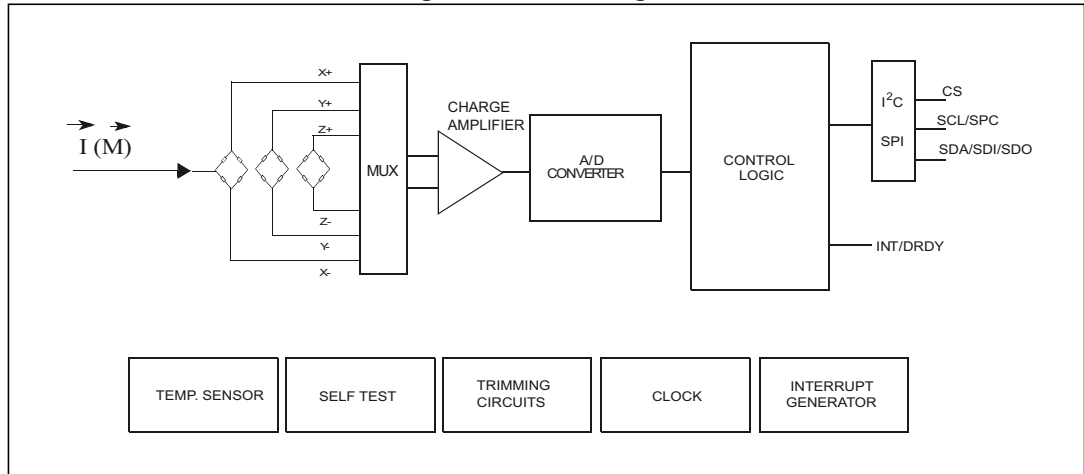 X+
Y+
Z+
I (M)
MUX
Z-
Y-
X-
CHARGE
AMPLIFIER
A/D
CONVERTER
CONTROL
LOGIC
I²C
SPI
CS
SCL/SPC
SDA/SDI/SDO
INT/DRDY
TEMP. SENSOR
SELF TEST
TRIMMING
CIRCUITS
CLOCK
INTERRUPT
GENERATOR